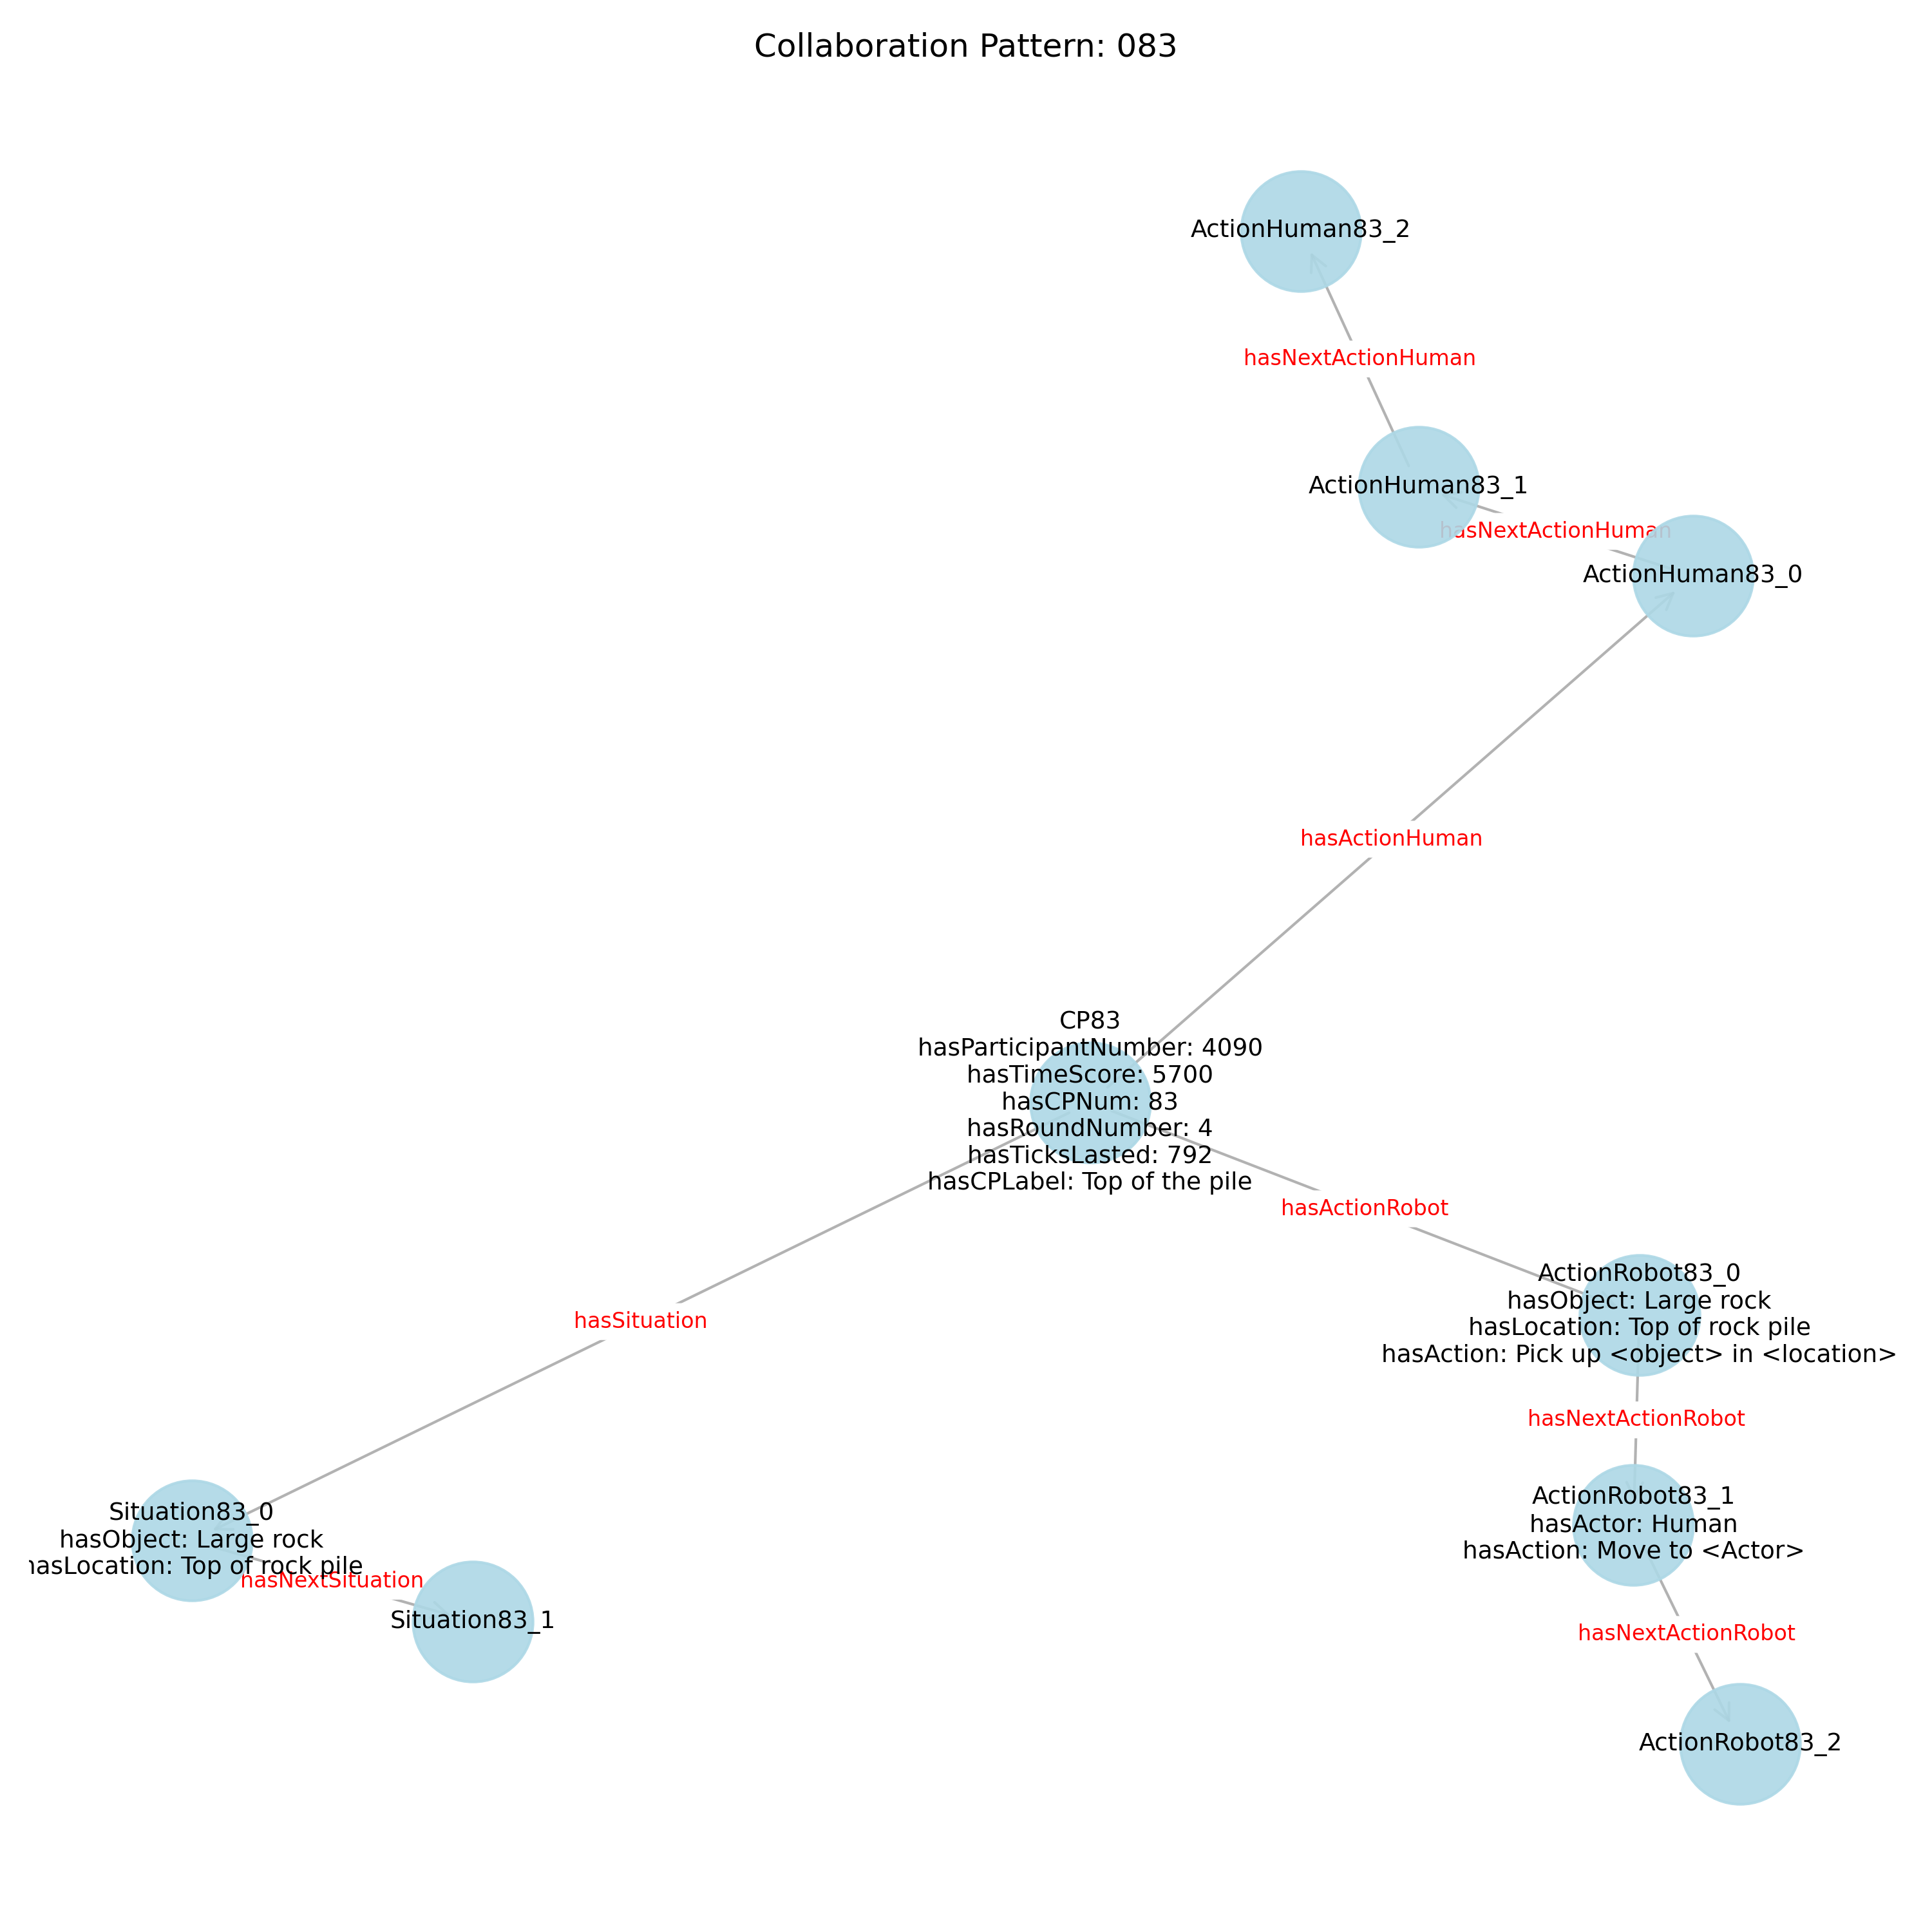 Collaboration Pattern: 083
ActionHuman83_2
hasNextActionHuman
ActionHuman83_1
hasNextActionHuman
ActionHuman83_0
hasActionHuman
CP83
hasParticipantNumber: 4090
hasTimeScore: 5700
hasCPNum: 83
hasRoundNumber: 4
hasTicksLasted: 792
hasCPLabel: Top of the pile
hasActionRobot
ActionRobot83_0
hasObject: Large rock
hasLocation: Top of rock pile
hasAction: Pick up <object> in <location>
hasSituation
hasNextActionRobot
ActionRobot83_1
hasActor: Human
hasAction: Move to <Actor>
Situation83_0
hasObject: Large rock
hasLocation: Top of rock pile
hasNextSituation
Situation83_1
hasNextActionRobot
ActionRobot83_2